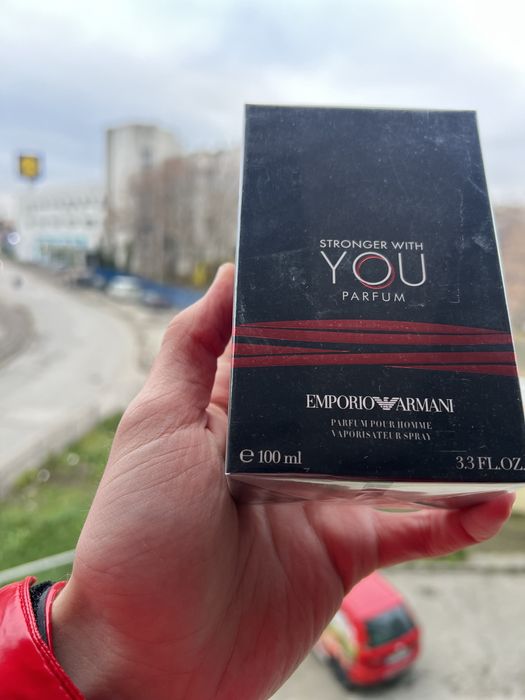 STRONGER WITH
YOU
PARFUM
EMPORIO ARMANI
PARFUM POUR HOMME
VAPORISATEUR SPRAY
e 100 ml
3.3 FL.OZ.